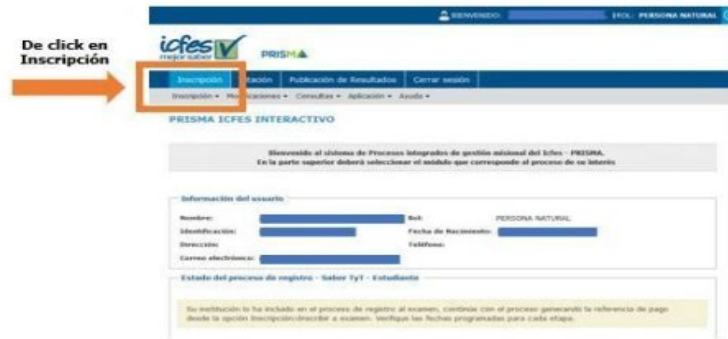 BIENVENIDO: ROL: PERSONA NATURAL
De click en
Inscripción
icfes
mejor saber
PRISMA
Inscripción Citación Publicación de Resultados Cerrar sesión
Inscripción Modificaciones Consultas Aplicación Ayuda
PRISMA ICFES INTERACTIVO
Bienvenido al sistema de Procesos integrados de gestión misional del Icfes - PRISMA.
En la parte superior deberá seleccionar el módulo que corresponde al proceso de su interés
Información del usuario
Nombre: Rol: PERSONA NATURAL
Identificación: Fecha de Nacimiento:
Dirección: Teléfono:
Correo electrónico:
Estado del proceso de registro - Saber TyT - Estudiante
Su institución lo ha incluido en el proceso de registro al examen, continúe con el proceso generando la referencia de pago
desde la opción Inscripción\Inscribir a examen. Verifique las fechas programadas para cada etapa.